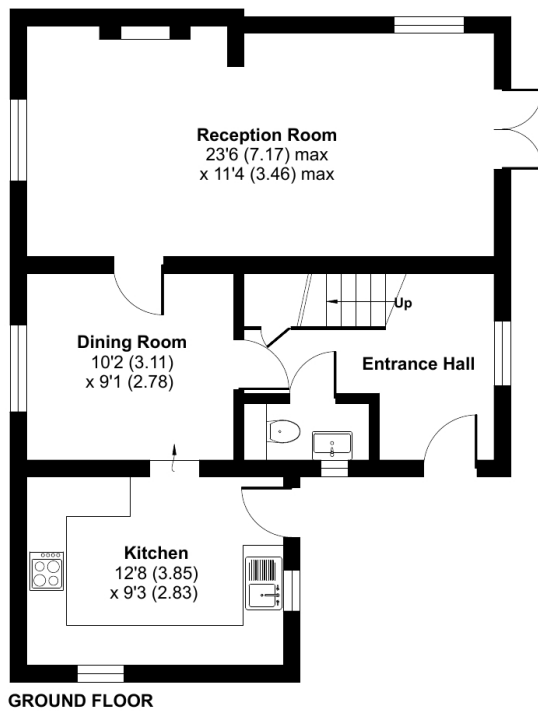 Reception Room
23'6 (7.17) max
x 11'4 (3.46) max
Up
Dining Room
10'2 (3.11)
x 9'1 (2.78)
Entrance Hall
Kitchen
12'8 (3.85)
x 9'3 (2.83)
GROUND FLOOR